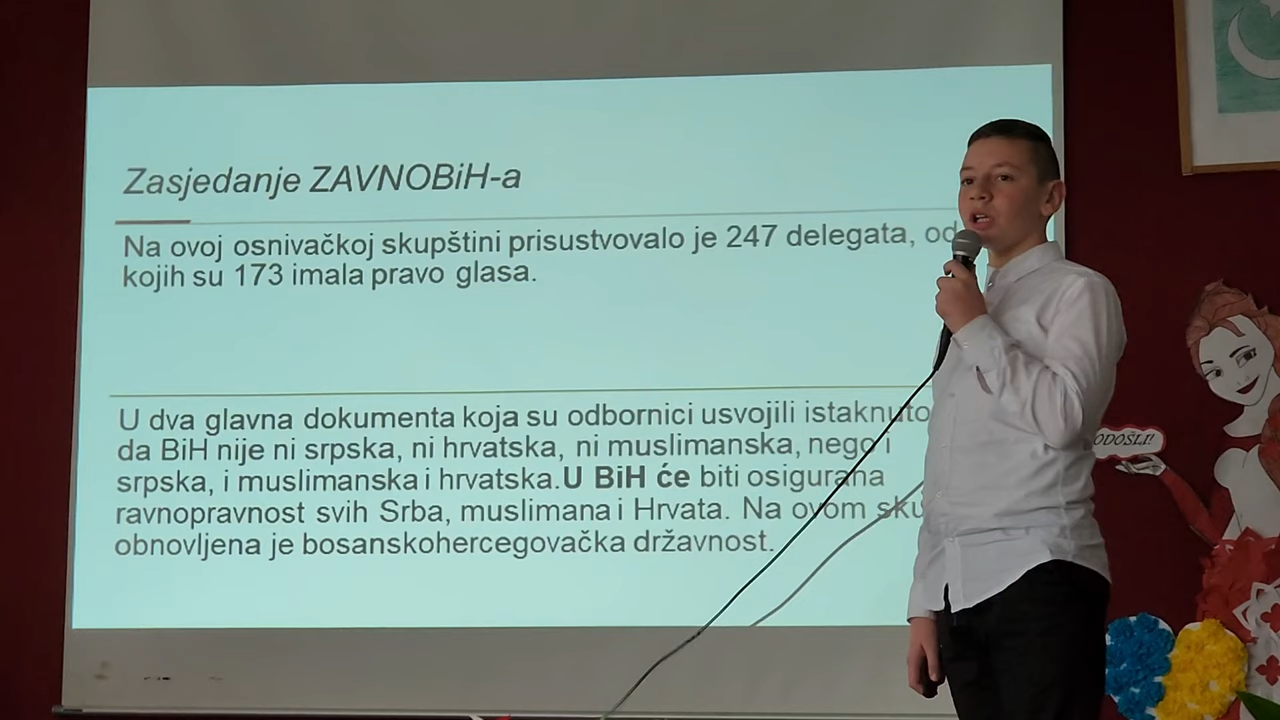 Zasjedanje ZAVNOBiH-a
Na ovoj osnivačkoj skupštini prisustvovalo je 247 delegata, od
kojih su 173 imala pravo glasa.
U dva glavna dokumenta koja su odbornici usvojili istaknuto
da BiH nije ni srpska, ni hrvatska, ni muslimanska, nego i
srpska, i muslimanska i hrvatska.U BiH će biti osigurana
ravnopravnost svih Srba, muslimana i Hrvata. Na ovom
obnovljena je bosanskohercegovačka državnost.
ODOŠLI!